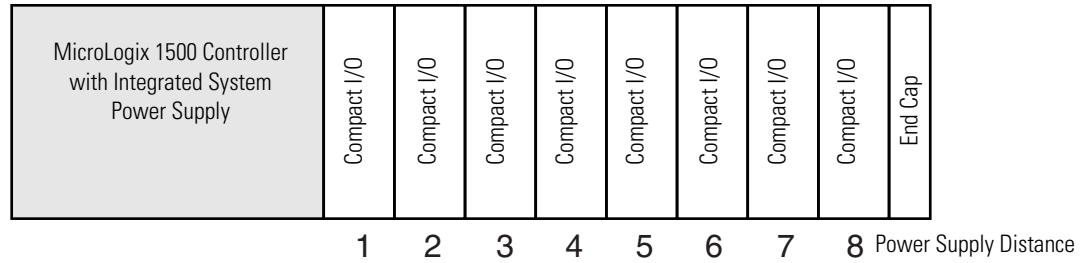 MicroLogix 1500 Controller
with Integrated System
Power Supply
Compact I/O
Compact I/O
Compact I/O
Compact I/O
Compact I/O
Compact I/O
Compact I/O
Compact I/O
End Cap
1 2 3 4 5 6 7 8 Power Supply Distance